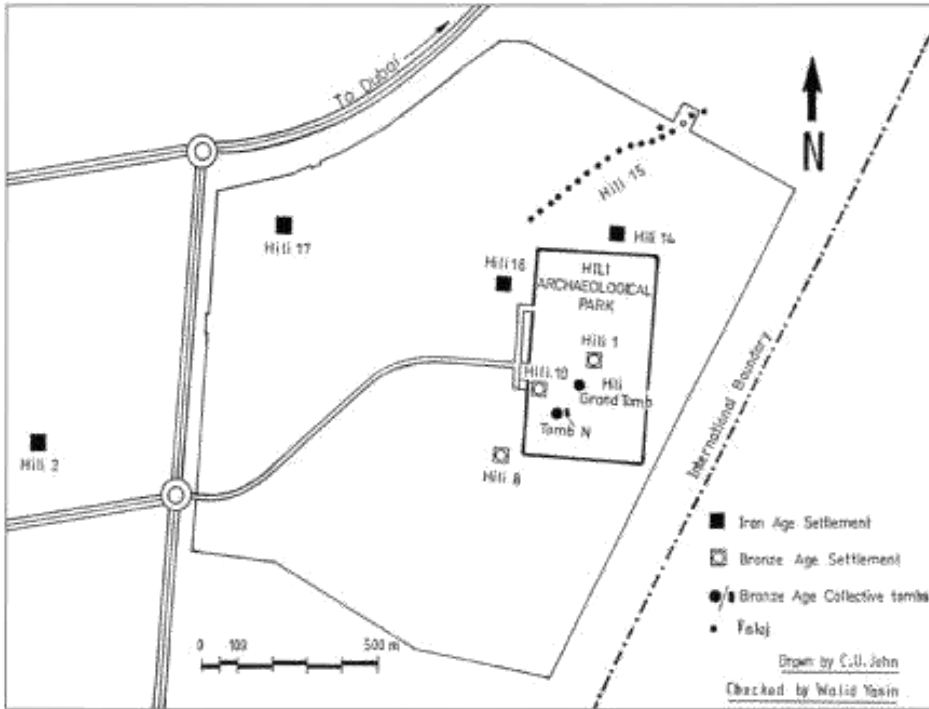 To Dubai
N
Hili 15
Hili 17
Hili 14
Hili 16
HILI
ARCHAEOLOGICAL
PARK
Hili 1
Hili 10
Hili
Grand Tomb
Tomb N
Hili 2
Hili 8
International Boundary
Iron Age Settlement
Bronze Age Settlement
Bronze Age Collective tombs
Falaj
0 100 500 m
Drawn by C.U. John
Checked by Walid Yasin